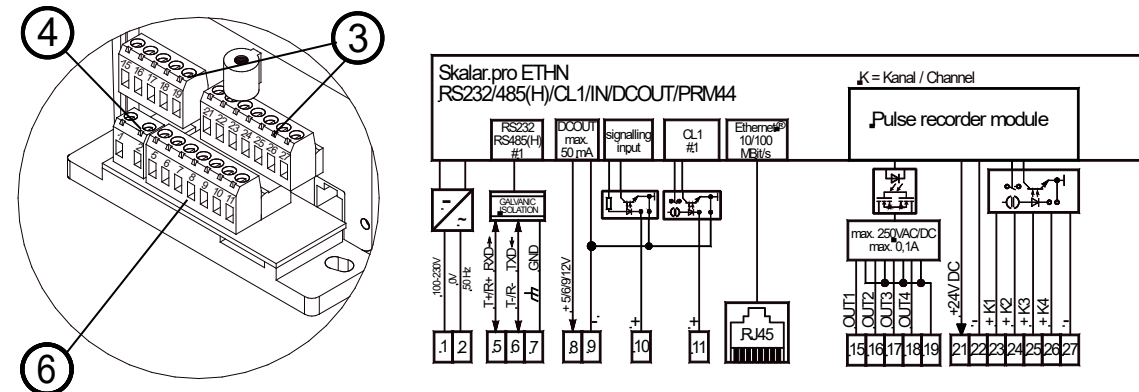 4
3
6
15 16 17 18 19
21 22 23 24 25 26 27
1
5 6 7 8 9 10 11
Skalar.pro ETHN
RS232/485(H)/CL1/IN/DCOUT/PRM44
K = Kanal / Channel
RS232
RS485(H)
#1
DCOUT
max.
50 mA
signalling
input
CL1
#1
Ethernet®
10/100
MBit/s
Pulse recorder module
GALVANIC
ISOLATION
max. 250VAC/DC
max. 0,1A
100-230V
0V
50 Hz
T+/R+ RXD
T-/R- TXD
GND
+ 5/6/9/12V
-
+
+
RJ45
OUT1
OUT2
OUT3
OUT4
+24V DC
-
+ K1
+ K2
+ K3
+ K4
-
1 2 5 6 7 8 9 10 11 15 16 17 18 19 21 22 23 24 25 26 27